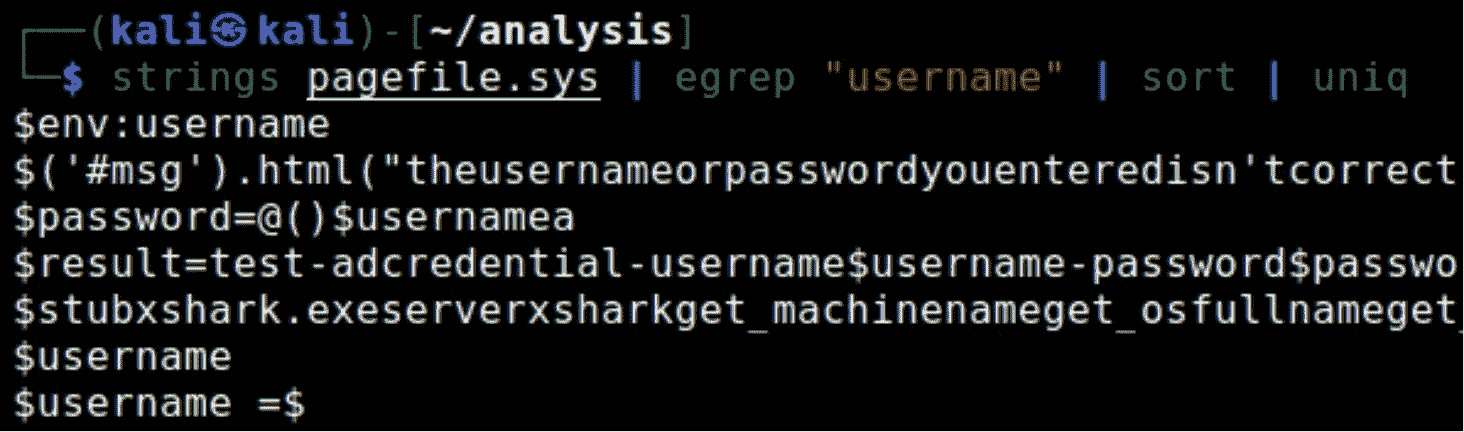 (kali㉿kali)-[~/analysis]
$ strings pagefile.sys | egrep "username" | sort | uniq
$env:username
$('#msg').html("theusernameorpasswordyouenteredisn'tcorrect
$password=@()$usernamea
$result=test-adcredential-username$username-password$passwo
$stubxshark.exeserverxsharkget_machinenameget_osfullnameget_
$username
$username =$